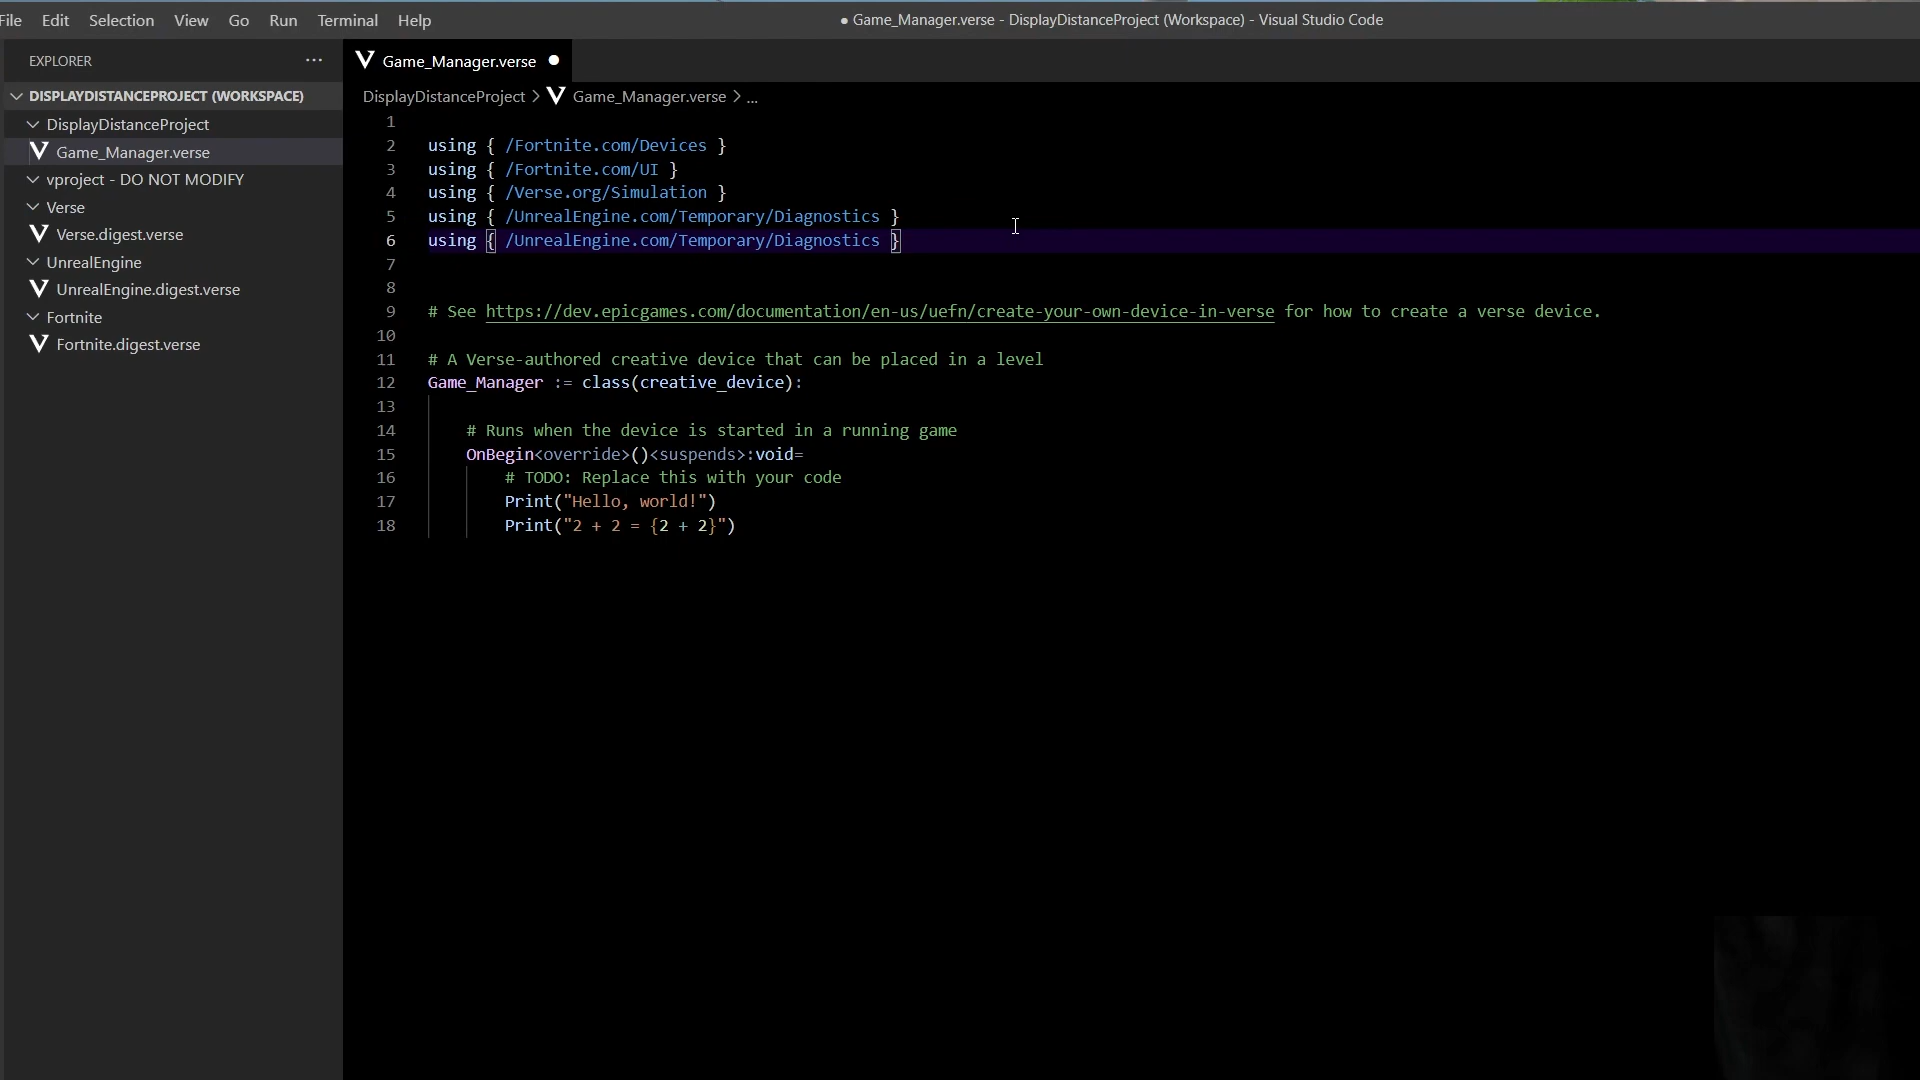 File Edit Selection View Go Run Terminal Help
● Game_Manager.verse - DisplayDistanceProject (Workspace) - Visual Studio Code
EXPLORER ···
DISPLAYDISTANCEPROJECT (WORKSPACE)
DisplayDistanceProject
Game_Manager.verse
vproject - DO NOT MODIFY
Verse
Verse.digest.verse
UnrealEngine
UnrealEngine.digest.verse
Fortnite
Fortnite.digest.verse
Game_Manager.verse ●
DisplayDistanceProject > Game_Manager.verse > ...
1
2 using { /Fortnite.com/Devices }
3 using { /Fortnite.com/UI }
4 using { /Verse.org/Simulation }
5 using { /UnrealEngine.com/Temporary/Diagnostics }
6 using { /UnrealEngine.com/Temporary/Diagnostics }
7
8
9 # See https://dev.epicgames.com/documentation/en-us/uefn/create-your-own-device-in-verse for how to create a verse device.
10
11 # A Verse-authored creative device that can be placed in a level
12 Game_Manager := class(creative_device):
13
14 # Runs when the device is started in a running game
15 OnBegin<override>()<suspends>:void=
16 # TODO: Replace this with your code
17 Print("Hello, world!")
18 Print("2 + 2 = {2 + 2}")